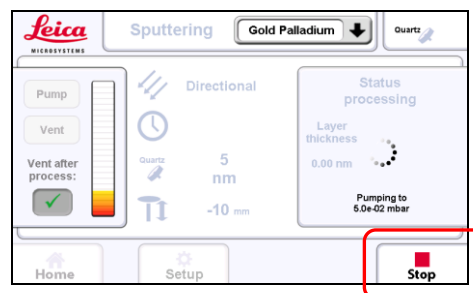 Leica
MICROSYSTEMS
Sputtering
Gold Palladium
Quartz
Pump
Vent
Vent after
process:
Directional
Quartz
5
nm
-10 mm
Status
processing
Layer
thickness
0.00 nm
Pumping to
5.0e-02 mbar
Home
Setup
Stop